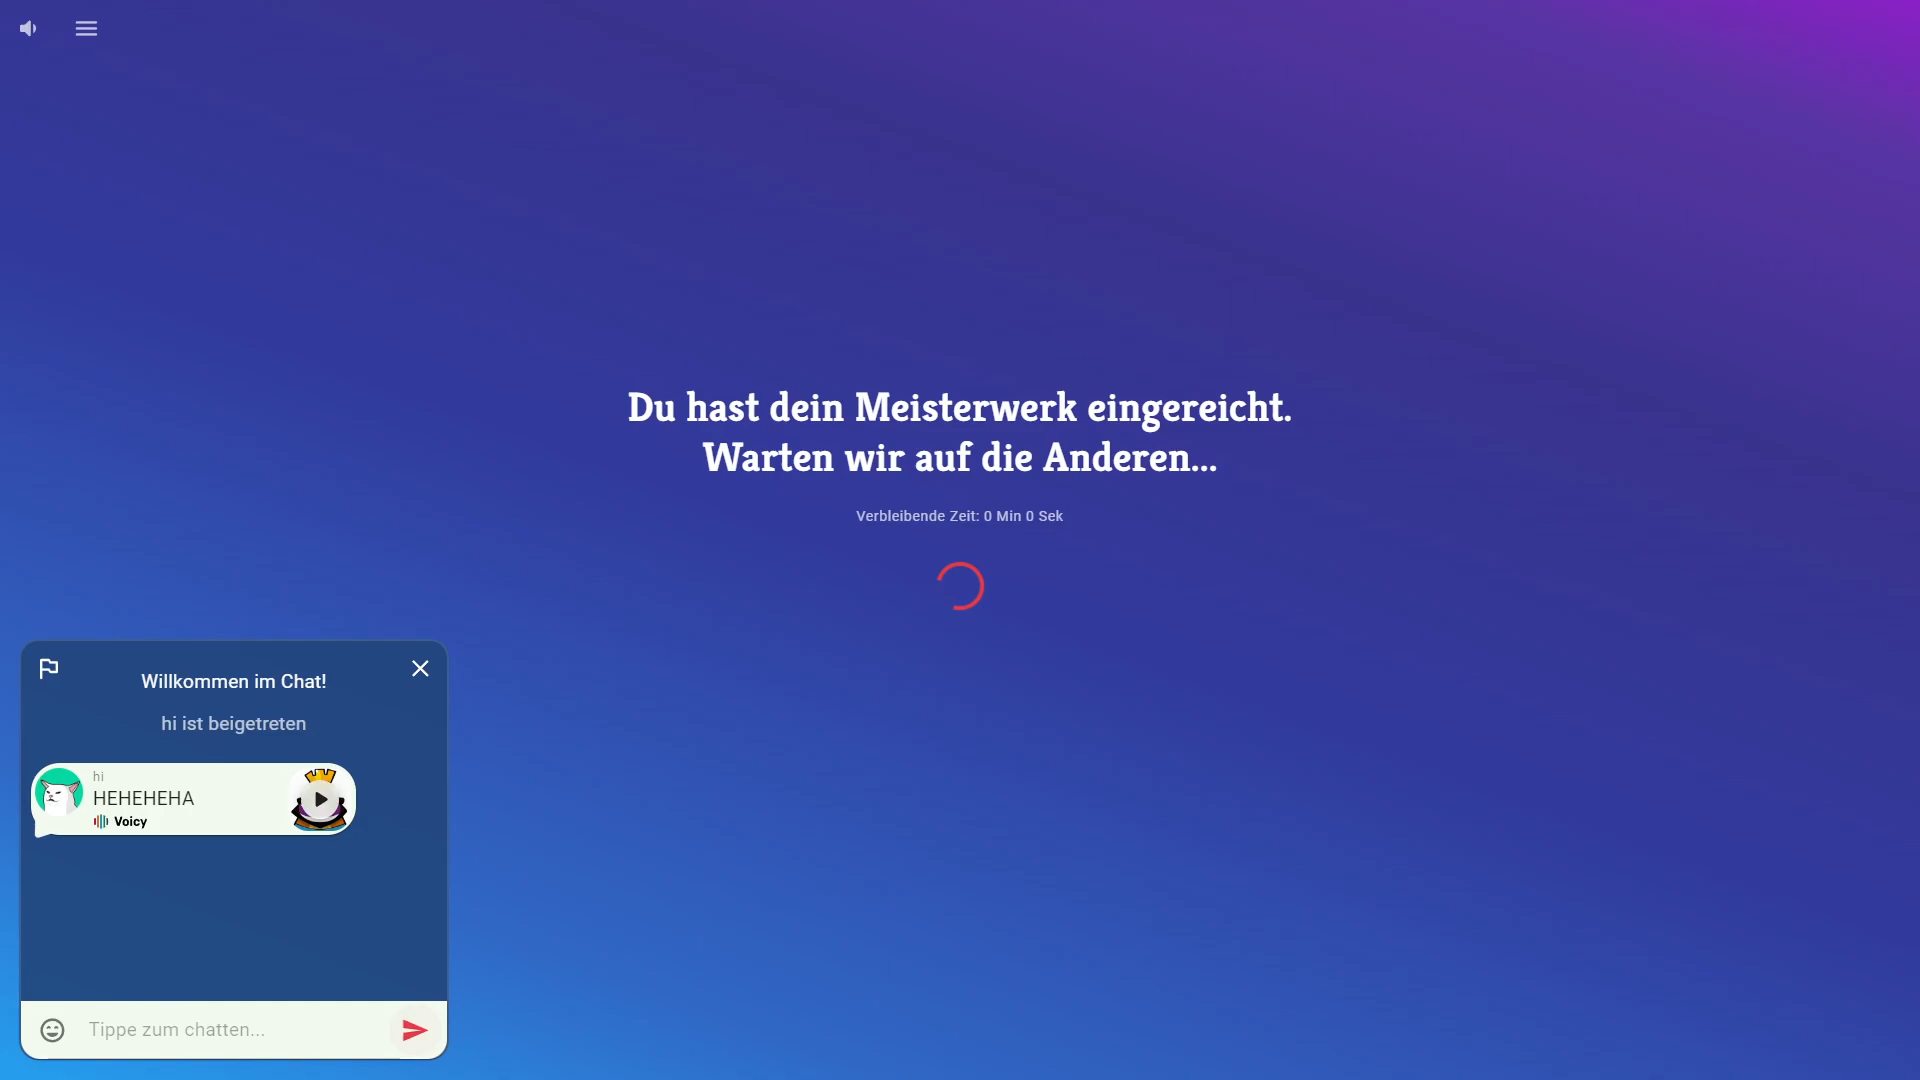 Du hast dein Meisterwerk eingereicht.
Warten wir auf die Anderen...
Verbleibende Zeit: 0 Min 0 Sek
Willkommen im Chat!
hi ist beigetreten
hi
HEHEHEHA
Voicy
Tippe zum chatten...